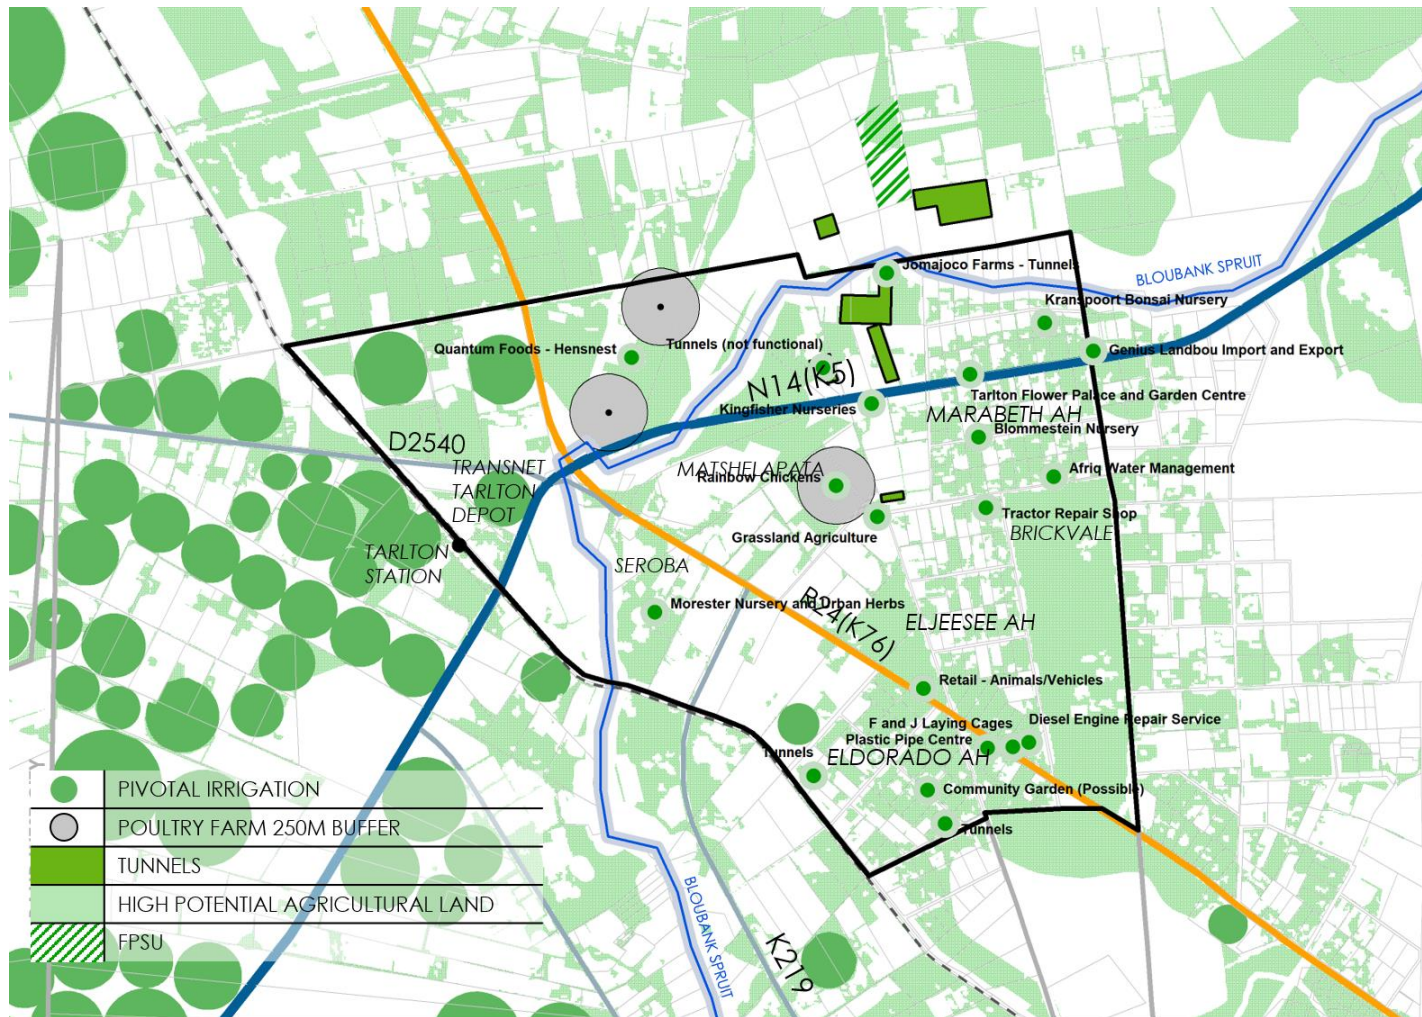 BLOUBANK SPRUIT
Jomajoco Farms - Tunnels
Kranspoort Bonsai Nursery
Quantum Foods - Hensnest
Tunnels (not functional)
Genius Landbou Import and Export
N14(K5)
Tarlton Flower Palace and Garden Centre
Kingfisher Nurseries
MARABETH AH
Blommestein Nursery
D2540
TRANSNET
TARLTON
DEPOT
MATSHELAPATA
Rainbow Chickens
Afriq Water Management
Tractor Repair Shop
BRICKVALE
Grassland Agriculture
TARLTON
STATION
SEROBA
Morester Nursery and Urban Herbs
R24(K76)
ELJEESEE AH
Retail - Animals/Vehicles
F and J Laying Cages
Diesel Engine Repair Service
Plastic Pipe Centre
Tunnels
ELDORADO AH
Community Garden (Possible)
Tunnels
BLOUBANK SPRUIT
K219
PIVOTAL IRRIGATION
POULTRY FARM 250M BUFFER
TUNNELS
HIGH POTENTIAL AGRICULTURAL LAND
FPSU